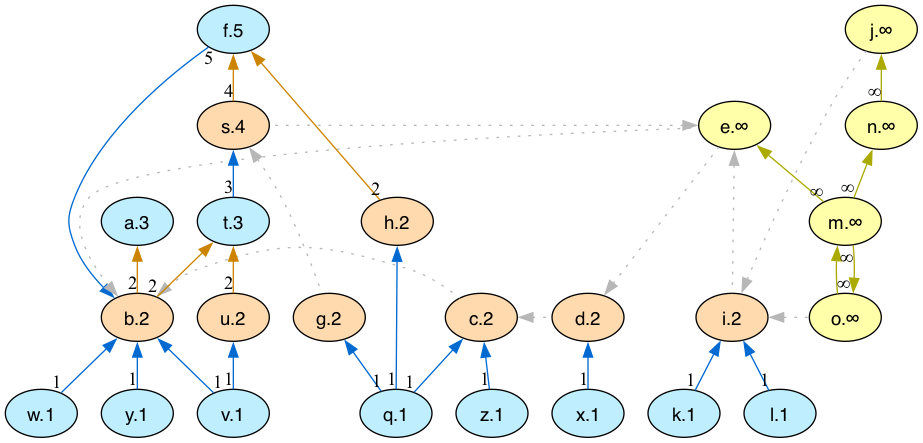 f.5
j.∞
5
4
∞
s.4
e.∞
n.∞
3
2
∞
∞
a.3
t.3
h.2
m.∞
2
2
2
∞
∞
b.2
u.2
g.2
c.2
d.2
i.2
o.∞
1
1
1
1
1
1
1
1
1
1
1
w.1
y.1
v.1
q.1
z.1
x.1
k.1
l.1